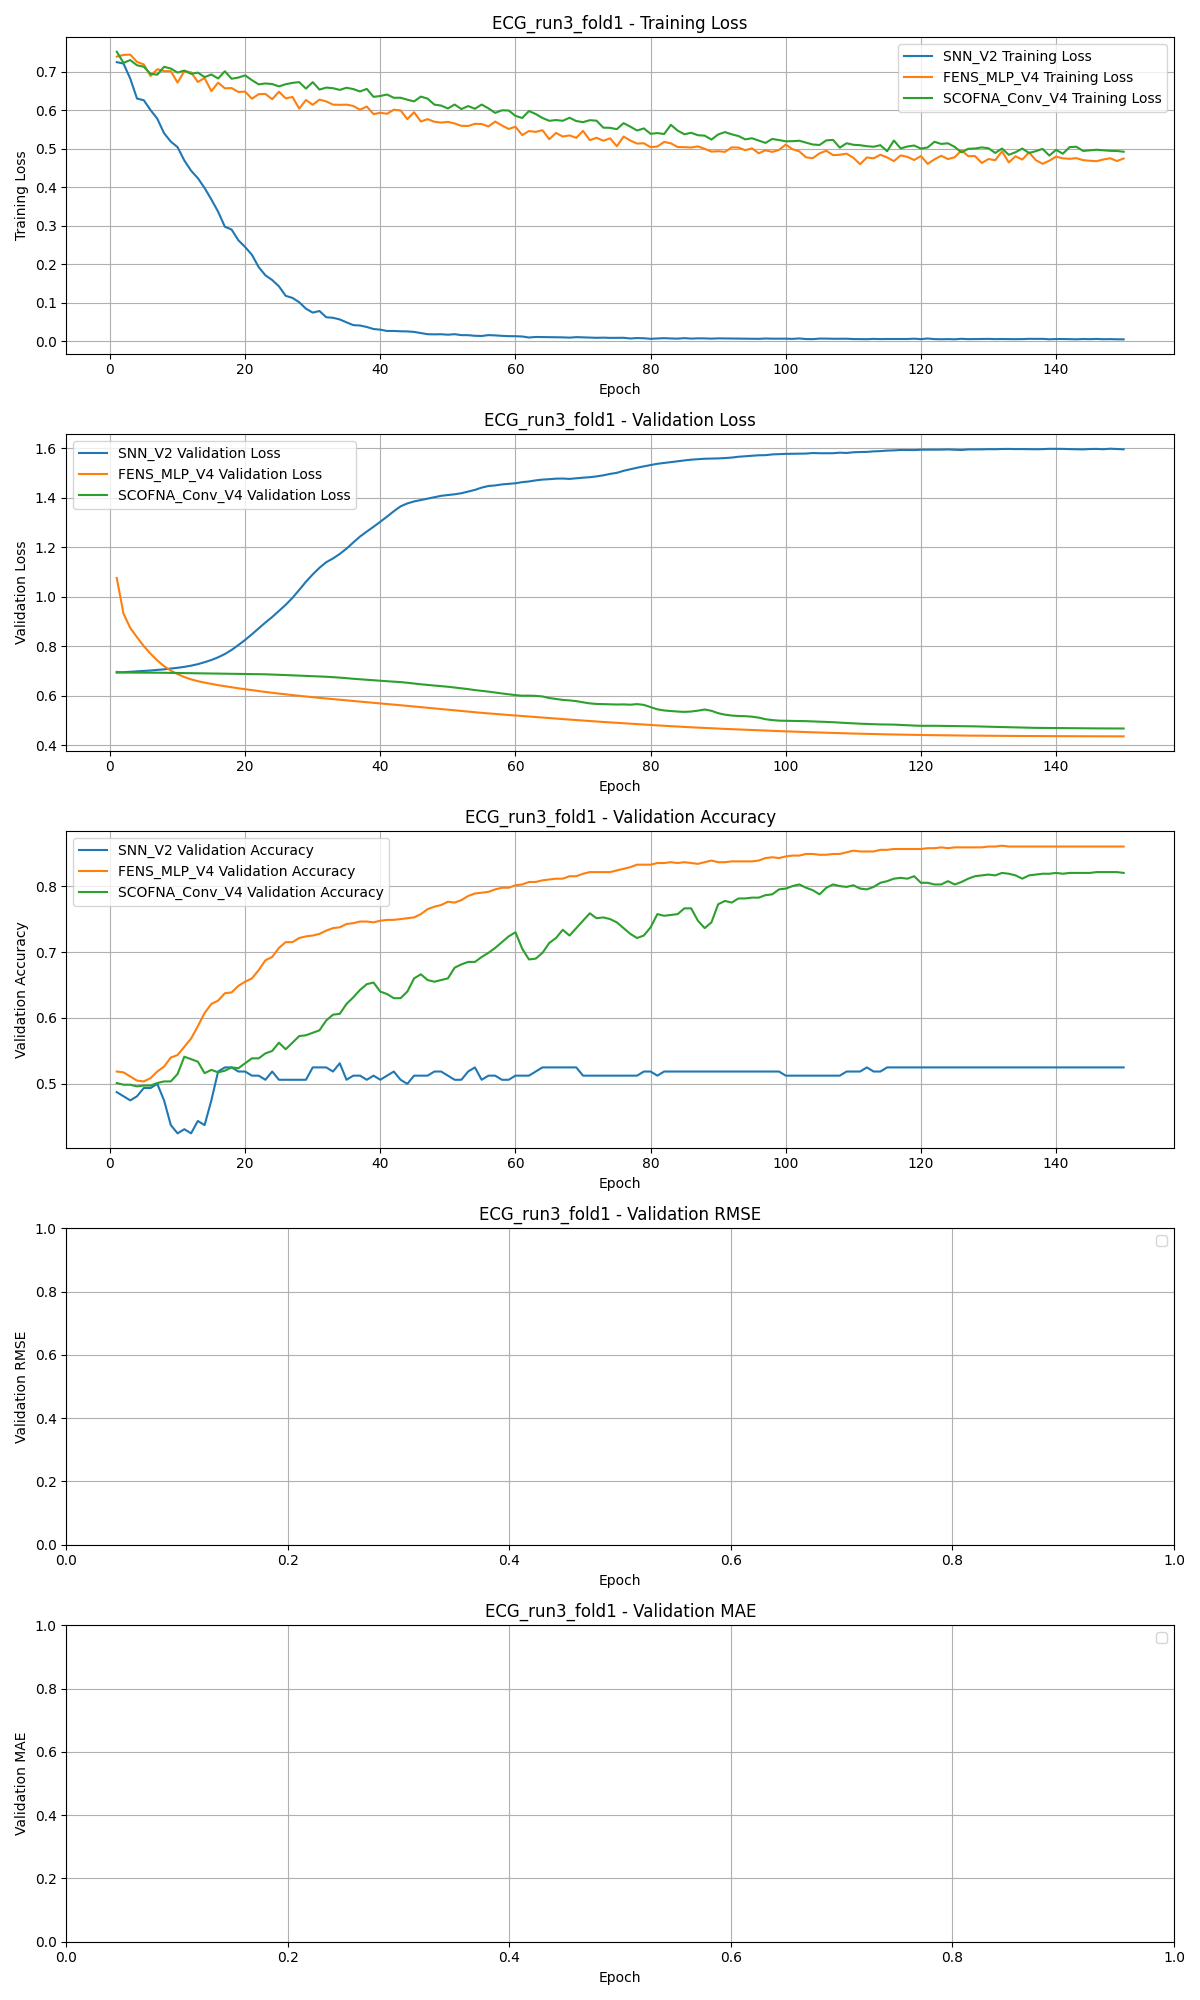 ECG_run3_fold1 - Training Loss
SNN_V2 Training Loss
FENS_MLP_V4 Training Loss
SCOFNA_Conv_V4 Training Loss
Training Loss
0.7
0.6
0.5
0.4
0.3
0.2
0.1
0.0
0 20 40 60 80 100 120 140
Epoch
ECG_run3_fold1 - Validation Loss
SNN_V2 Validation Loss
FENS_MLP_V4 Validation Loss
SCOFNA_Conv_V4 Validation Loss
Validation Loss
1.6
1.4
1.2
1.0
0.8
0.6
0.4
0 20 40 60 80 100 120 140
Epoch
ECG_run3_fold1 - Validation Accuracy
SNN_V2 Validation Accuracy
FENS_MLP_V4 Validation Accuracy
SCOFNA_Conv_V4 Validation Accuracy
Validation Accuracy
0.8
0.7
0.6
0.5
0 20 40 60 80 100 120 140
Epoch
ECG_run3_fold1 - Validation RMSE
Validation RMSE
1.0
0.8
0.6
0.4
0.2
0.0
0.0 0.2 0.4 0.6 0.8 1.0
Epoch
ECG_run3_fold1 - Validation MAE
Validation MAE
1.0
0.8
0.6
0.4
0.2
0.0
0.0 0.2 0.4 0.6 0.8 1.0
Epoch